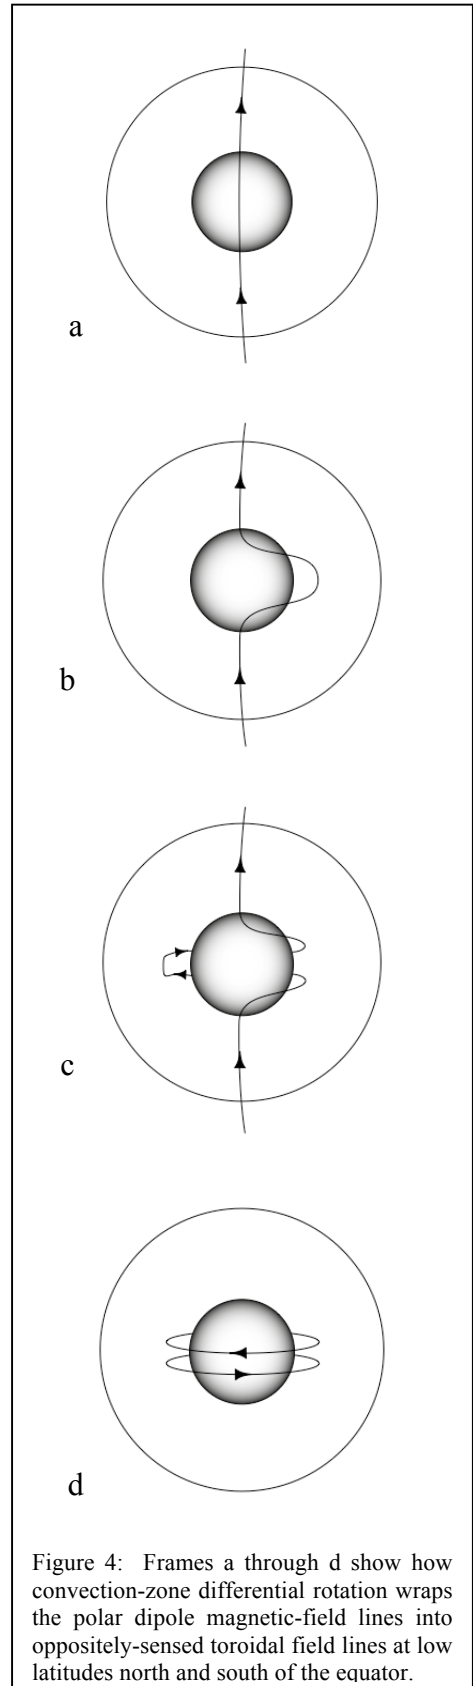 a
b
c
d
Figure 4: Frames a through d show how
convection-zone differential rotation wraps
the polar dipole magnetic-field lines into
oppositely-sensed toroidal field lines at low
latitudes north and south of the equator.